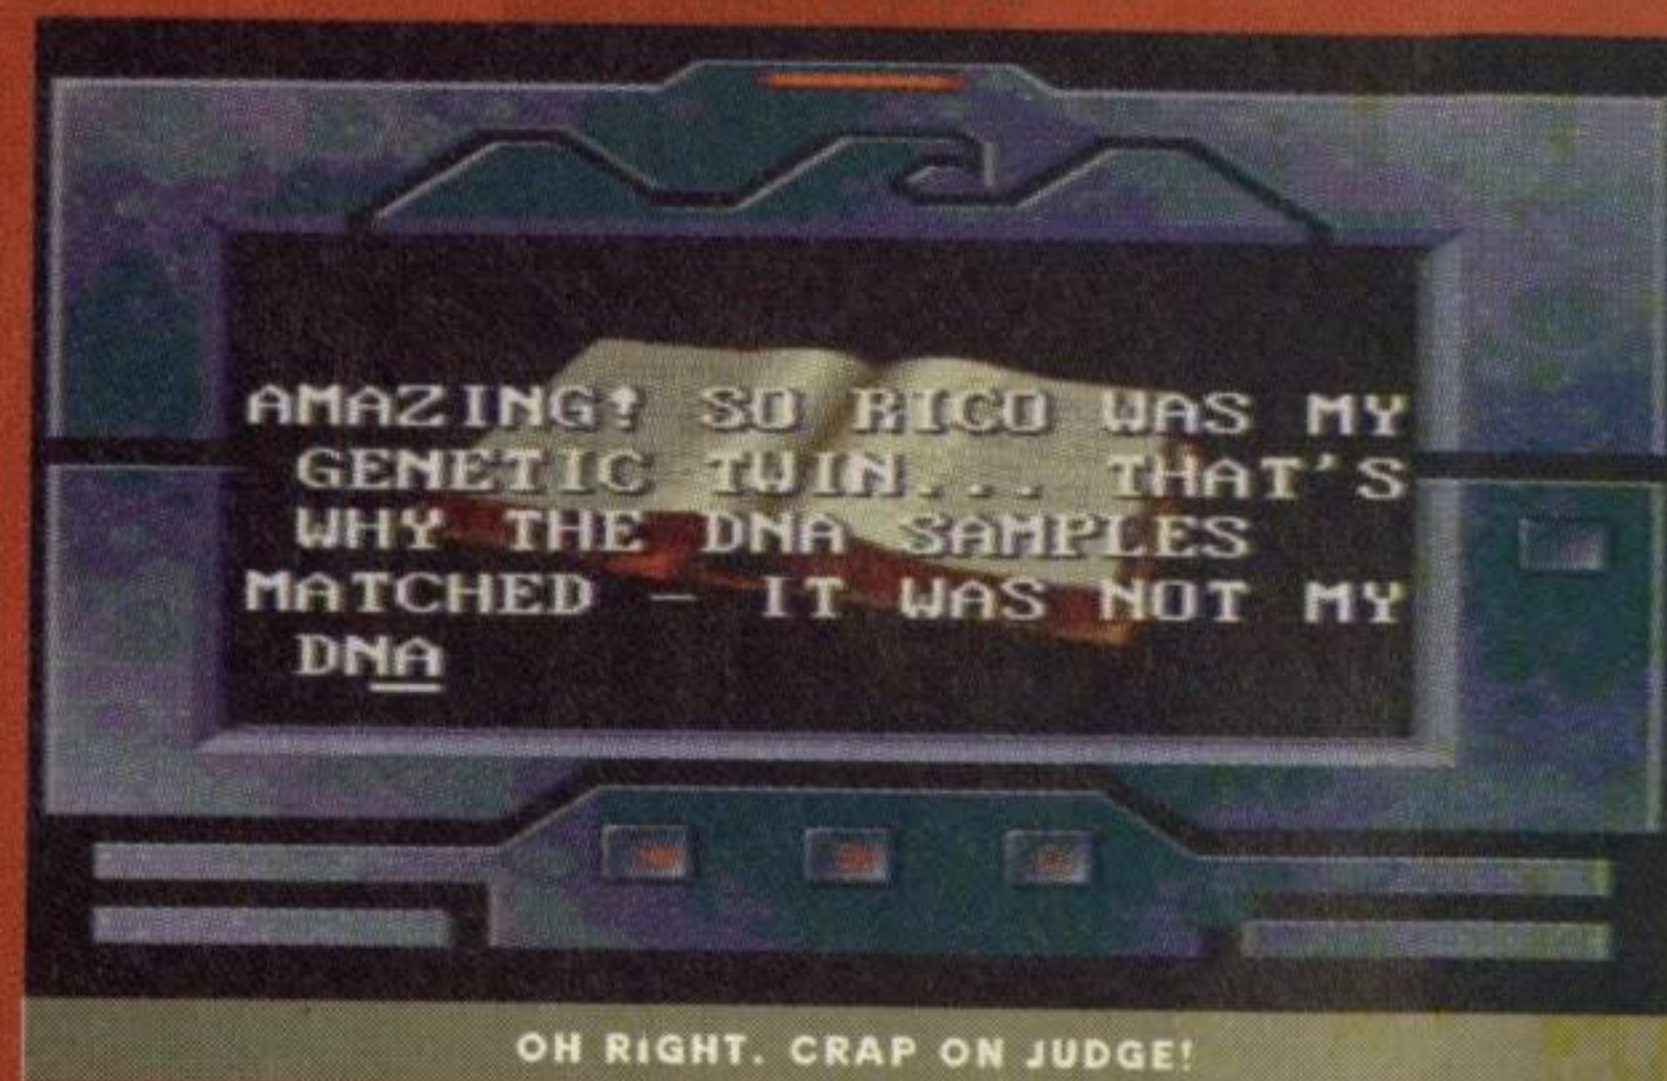 AMAZING! SO RICO WAS MY
GENETIC TWIN... THAT'S
WHY THE DNA SAMPLES
MATCHED - IT WAS NOT MY
DNA
OH RIGHT. CRAP ON JUDGE!